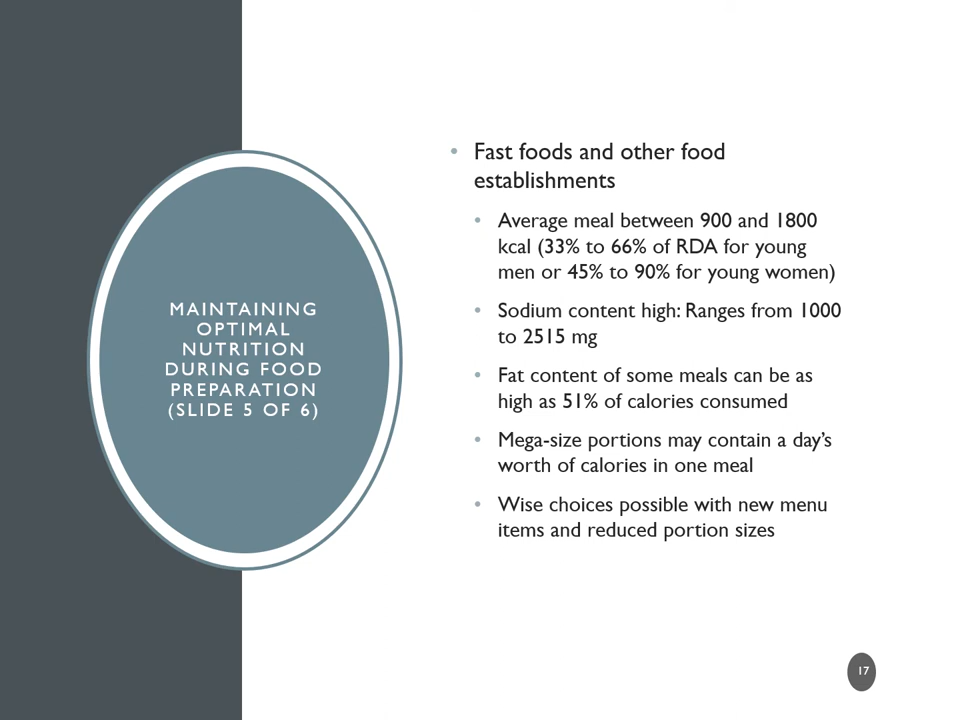 MAINTAINING
OPTIMAL
NUTRITION
DURING FOOD
PREPARATION
(SLIDE 5 OF 6)
• Fast foods and other food
establishments
• Average meal between 900 and 1800
kcal (33% to 66% of RDA for young
men or 45% to 90% for young women)
• Sodium content high: Ranges from 1000
to 2515 mg
• Fat content of some meals can be as
high as 51% of calories consumed
• Mega-size portions may contain a day’s
worth of calories in one meal
• Wise choices possible with new menu
items and reduced portion sizes
17